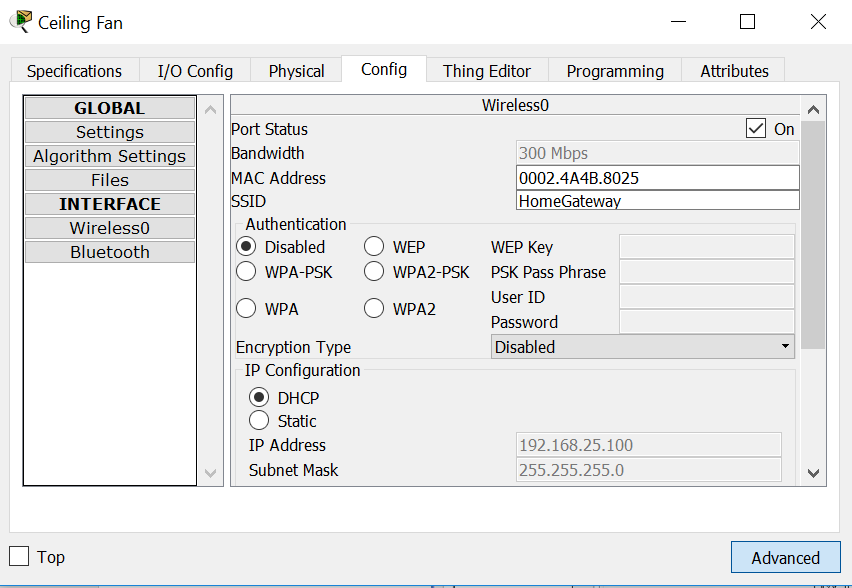 Ceiling Fan
Specifications I/O Config Physical Config Thing Editor Programming Attributes
GLOBAL
Settings
Algorithm Settings
Files
INTERFACE
Wireless0
Bluetooth
Wireless0
Port Status On
Bandwidth 300 Mbps
MAC Address 0002.4A4B.8025
SSID HomeGateway
Authentication
Disabled WEP WEP Key
WPA-PSK WPA2-PSK PSK Pass Phrase
User ID
WPA WPA2
Password
Encryption Type Disabled
IP Configuration
DHCP
Static
IP Address 192.168.25.100
Subnet Mask 255.255.255.0
Top Advanced